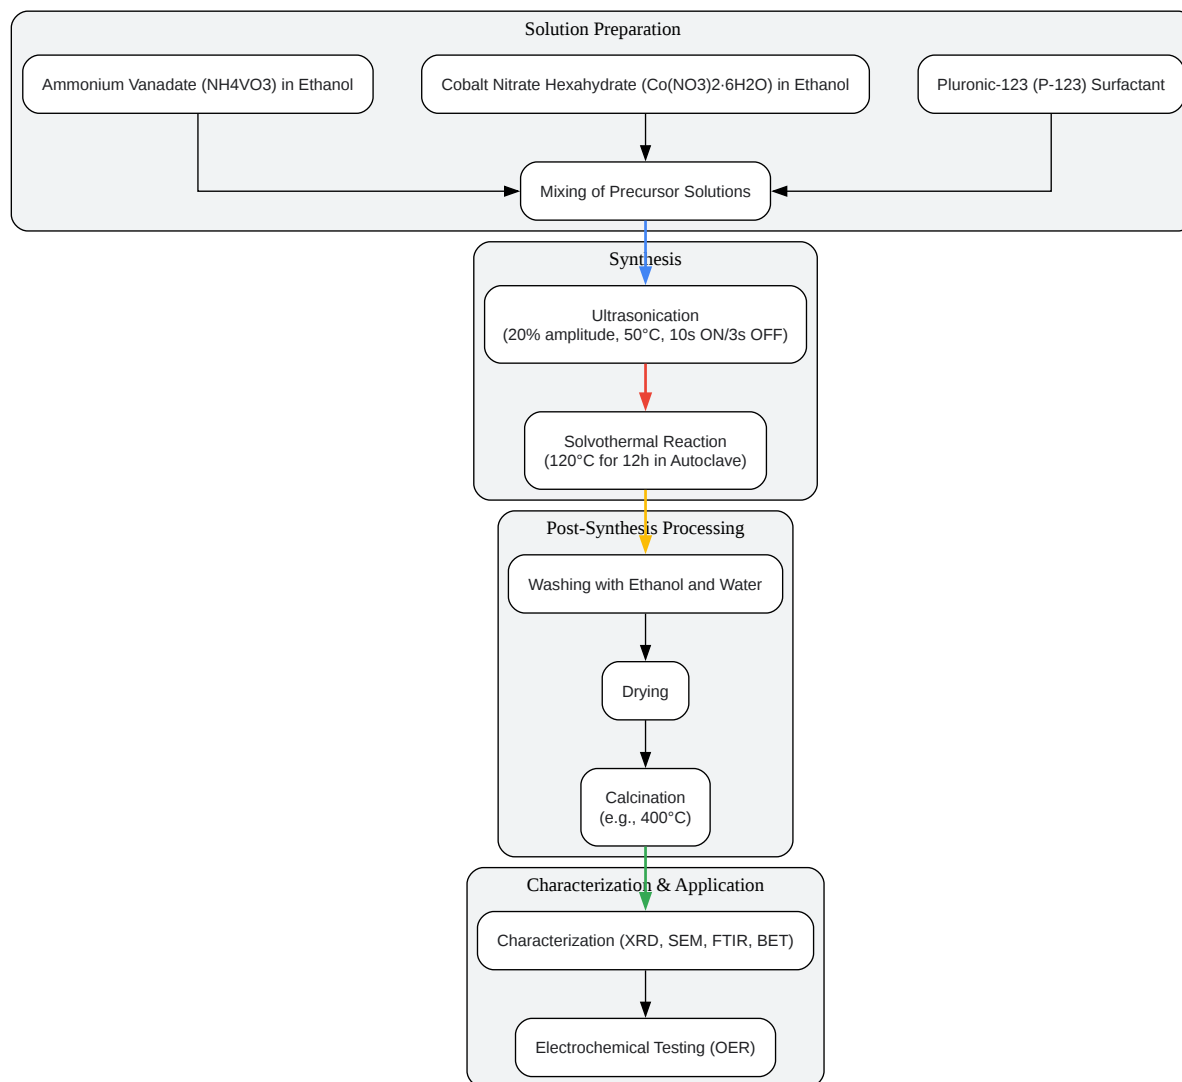 Solution Preparation
Ammonium Vanadate (NH4VO3) in Ethanol
Cobalt Nitrate Hexahydrate (Co(NO3)2·6H2O) in Ethanol
Pluronic-123 (P-123) Surfactant
Mixing of Precursor Solutions
Synthesis
Ultrasonication
(20% amplitude, 50°C, 10s ON/3s OFF)
Solvothermal Reaction
(120°C for 12h in Autoclave)
Post-Synthesis Processing
Washing with Ethanol and Water
Drying
Calcination
(e.g., 400°C)
Characterization & Application
Characterization (XRD, SEM, FTIR, BET)
Electrochemical Testing (OER)